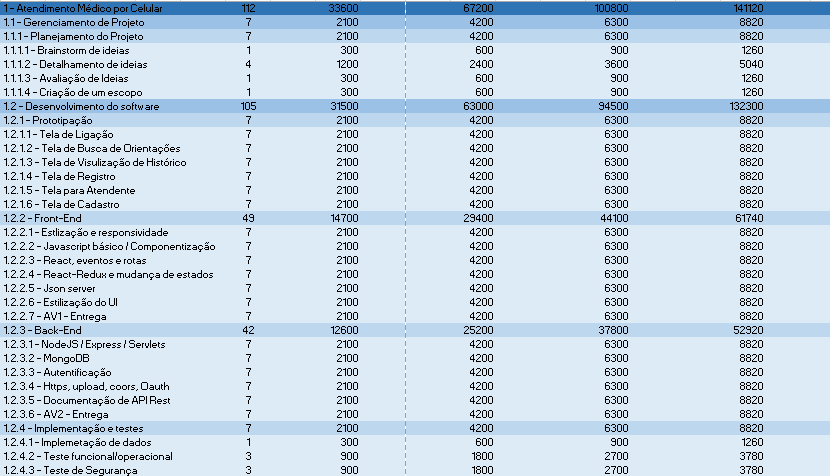 1 - Atendimento Médico por Celular 112 33600 67200 100800 141120
1.1 - Gerenciamento de Projeto 7 2100 4200 6300 8820
1.1.1 - Planejamento do Projeto 7 2100 4200 6300 8820
1.1.1.1 - Brainstorm de ideias 1 300 600 900 1260
1.1.1.2 - Detalhamento de ideias 4 1200 2400 3600 5040
1.1.1.3 - Avaliação de Ideias 1 300 600 900 1260
1.1.1.4 - Criação de um escopo 1 300 600 900 1260
1.2 - Desenvolvimento do software 105 31500 63000 94500 132300
1.2.1 - Prototipação 7 2100 4200 6300 8820
1.2.1.1 - Tela de Ligação 7 2100 4200 6300 8820
1.2.1.2 - Tela de Busca de Orientações 7 2100 4200 6300 8820
1.2.1.3 - Tela de Visulização de Histórico 7 2100 4200 6300 8820
1.2.1.4 - Tela de Registro 7 2100 4200 6300 8820
1.2.1.5 - Tela para Atendente 7 2100 4200 6300 8820
1.2.1.6 - Tela de Cadastro 7 2100 4200 6300 8820
1.2.2 - Front-End 49 14700 29400 44100 61740
1.2.2.1 - Estlização e responsividade 7 2100 4200 6300 8820
1.2.2.2 - Javascript básico / Componentização 7 2100 4200 6300 8820
1.2.2.3 - React, eventos e rotas 7 2100 4200 6300 8820
1.2.2.4 - React-Redux e mudança de estados 7 2100 4200 6300 8820
1.2.2.5 - Json server 7 2100 4200 6300 8820
1.2.2.6 - Estilização do UI 7 2100 4200 6300 8820
1.2.2.7 - AV1 - Entrega 7 2100 4200 6300 8820
1.2.3 - Back-End 42 12600 25200 37800 52920
1.2.3.1 - NodeJS / Express / Servlets 7 2100 4200 6300 8820
1.2.3.2 - MongoDB 7 2100 4200 6300 8820
1.2.3.3 - Autentificação 7 2100 4200 6300 8820
1.2.3.4 - Https, upload, coors, Oauth 7 2100 4200 6300 8820
1.2.3.5 - Documentação de API Rest 7 2100 4200 6300 8820
1.2.3.6 - AV2 - Entrega 7 2100 4200 6300 8820
1.2.4 - Implementação e testes 7 2100 4200 6300 8820
1.2.4.1 - Implemetação de dados 1 300 600 900 1260
1.2.4.2 - Teste funcional/operacional 3 900 1800 2700 3780
1.2.4.3 - Teste de Segurança 3 900 1800 2700 3780